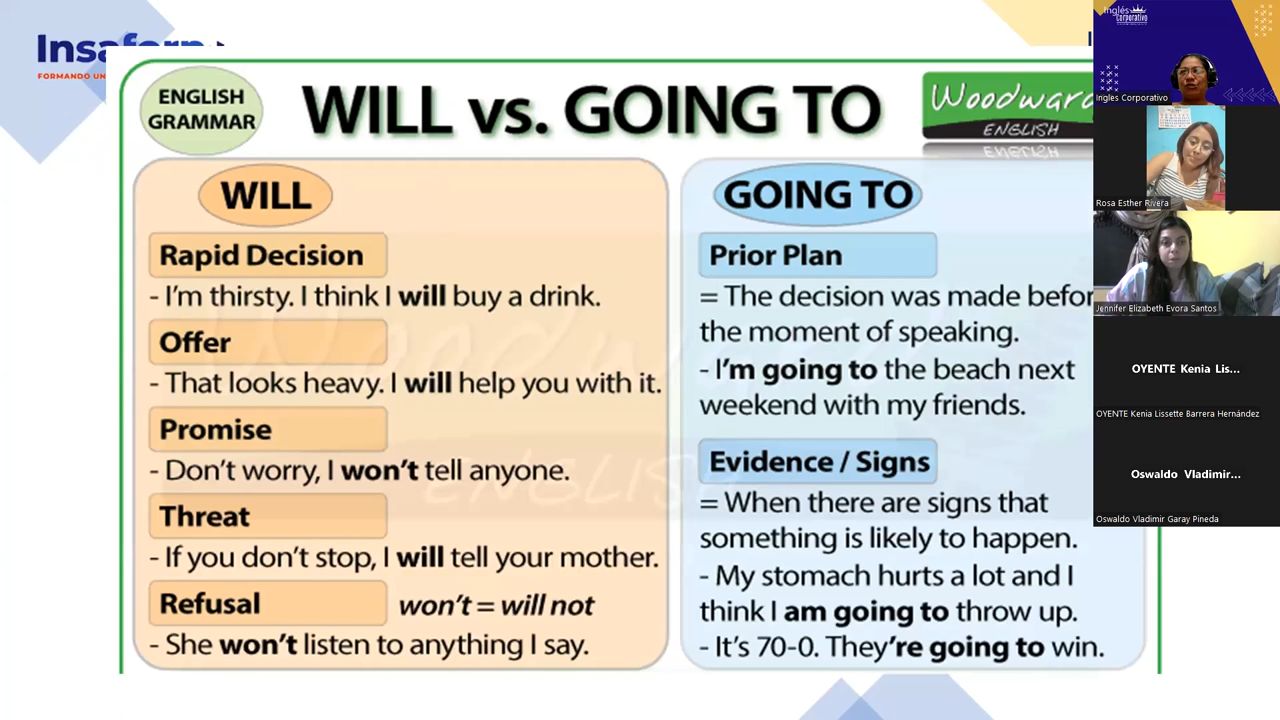 Insaforp
FORMANDO UN
ENGLISH
GRAMMAR
WILL vs. GOING TO
Woodward
ENGLISH
WILL
Rapid Decision
- I'm thirsty. I think I will buy a drink.
Offer
- That looks heavy. I will help you with it.
Promise
- Don't worry, I won't tell anyone.
Threat
- If you don't stop, I will tell your mother.
Refusal won't = will not
- She won't listen to anything I say.
GOING TO
Prior Plan
= The decision was made befor
the moment of speaking.
- I'm going to the beach next
weekend with my friends.
Evidence / Signs
= When there are signs that
something is likely to happen.
- My stomach hurts a lot and I
think I am going to throw up.
- It's 70-0. They're going to win.
Inglés
Corporativo
Ingles Corporativo
Rosa Esther Rivera
Jennifer Elizabeth Evora Santos
OYENTE Kenia Lis...
OYENTE Kenia Lissette Barrera Hernández
Oswaldo Vladimir...
Oswaldo Vladimir Garay Pineda